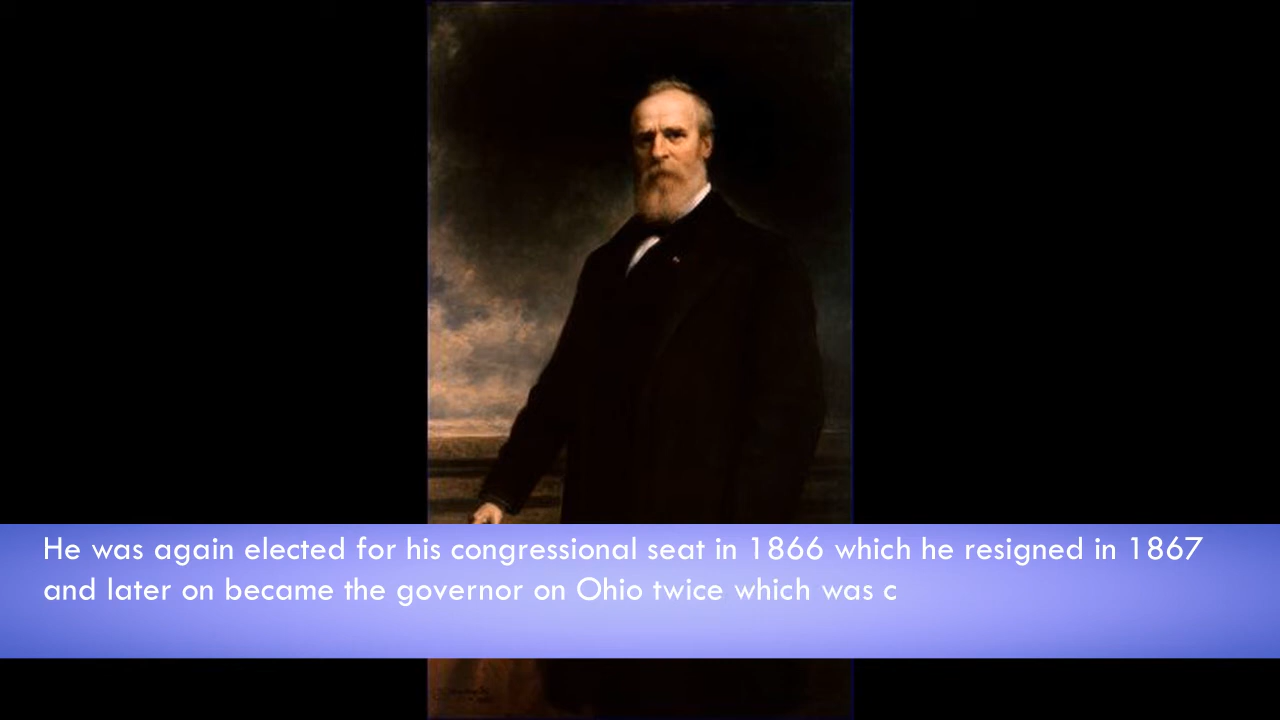 He was again elected for his congressional seat in 1866 which he resigned in 1867
and later on became the governor on Ohio twice which was c